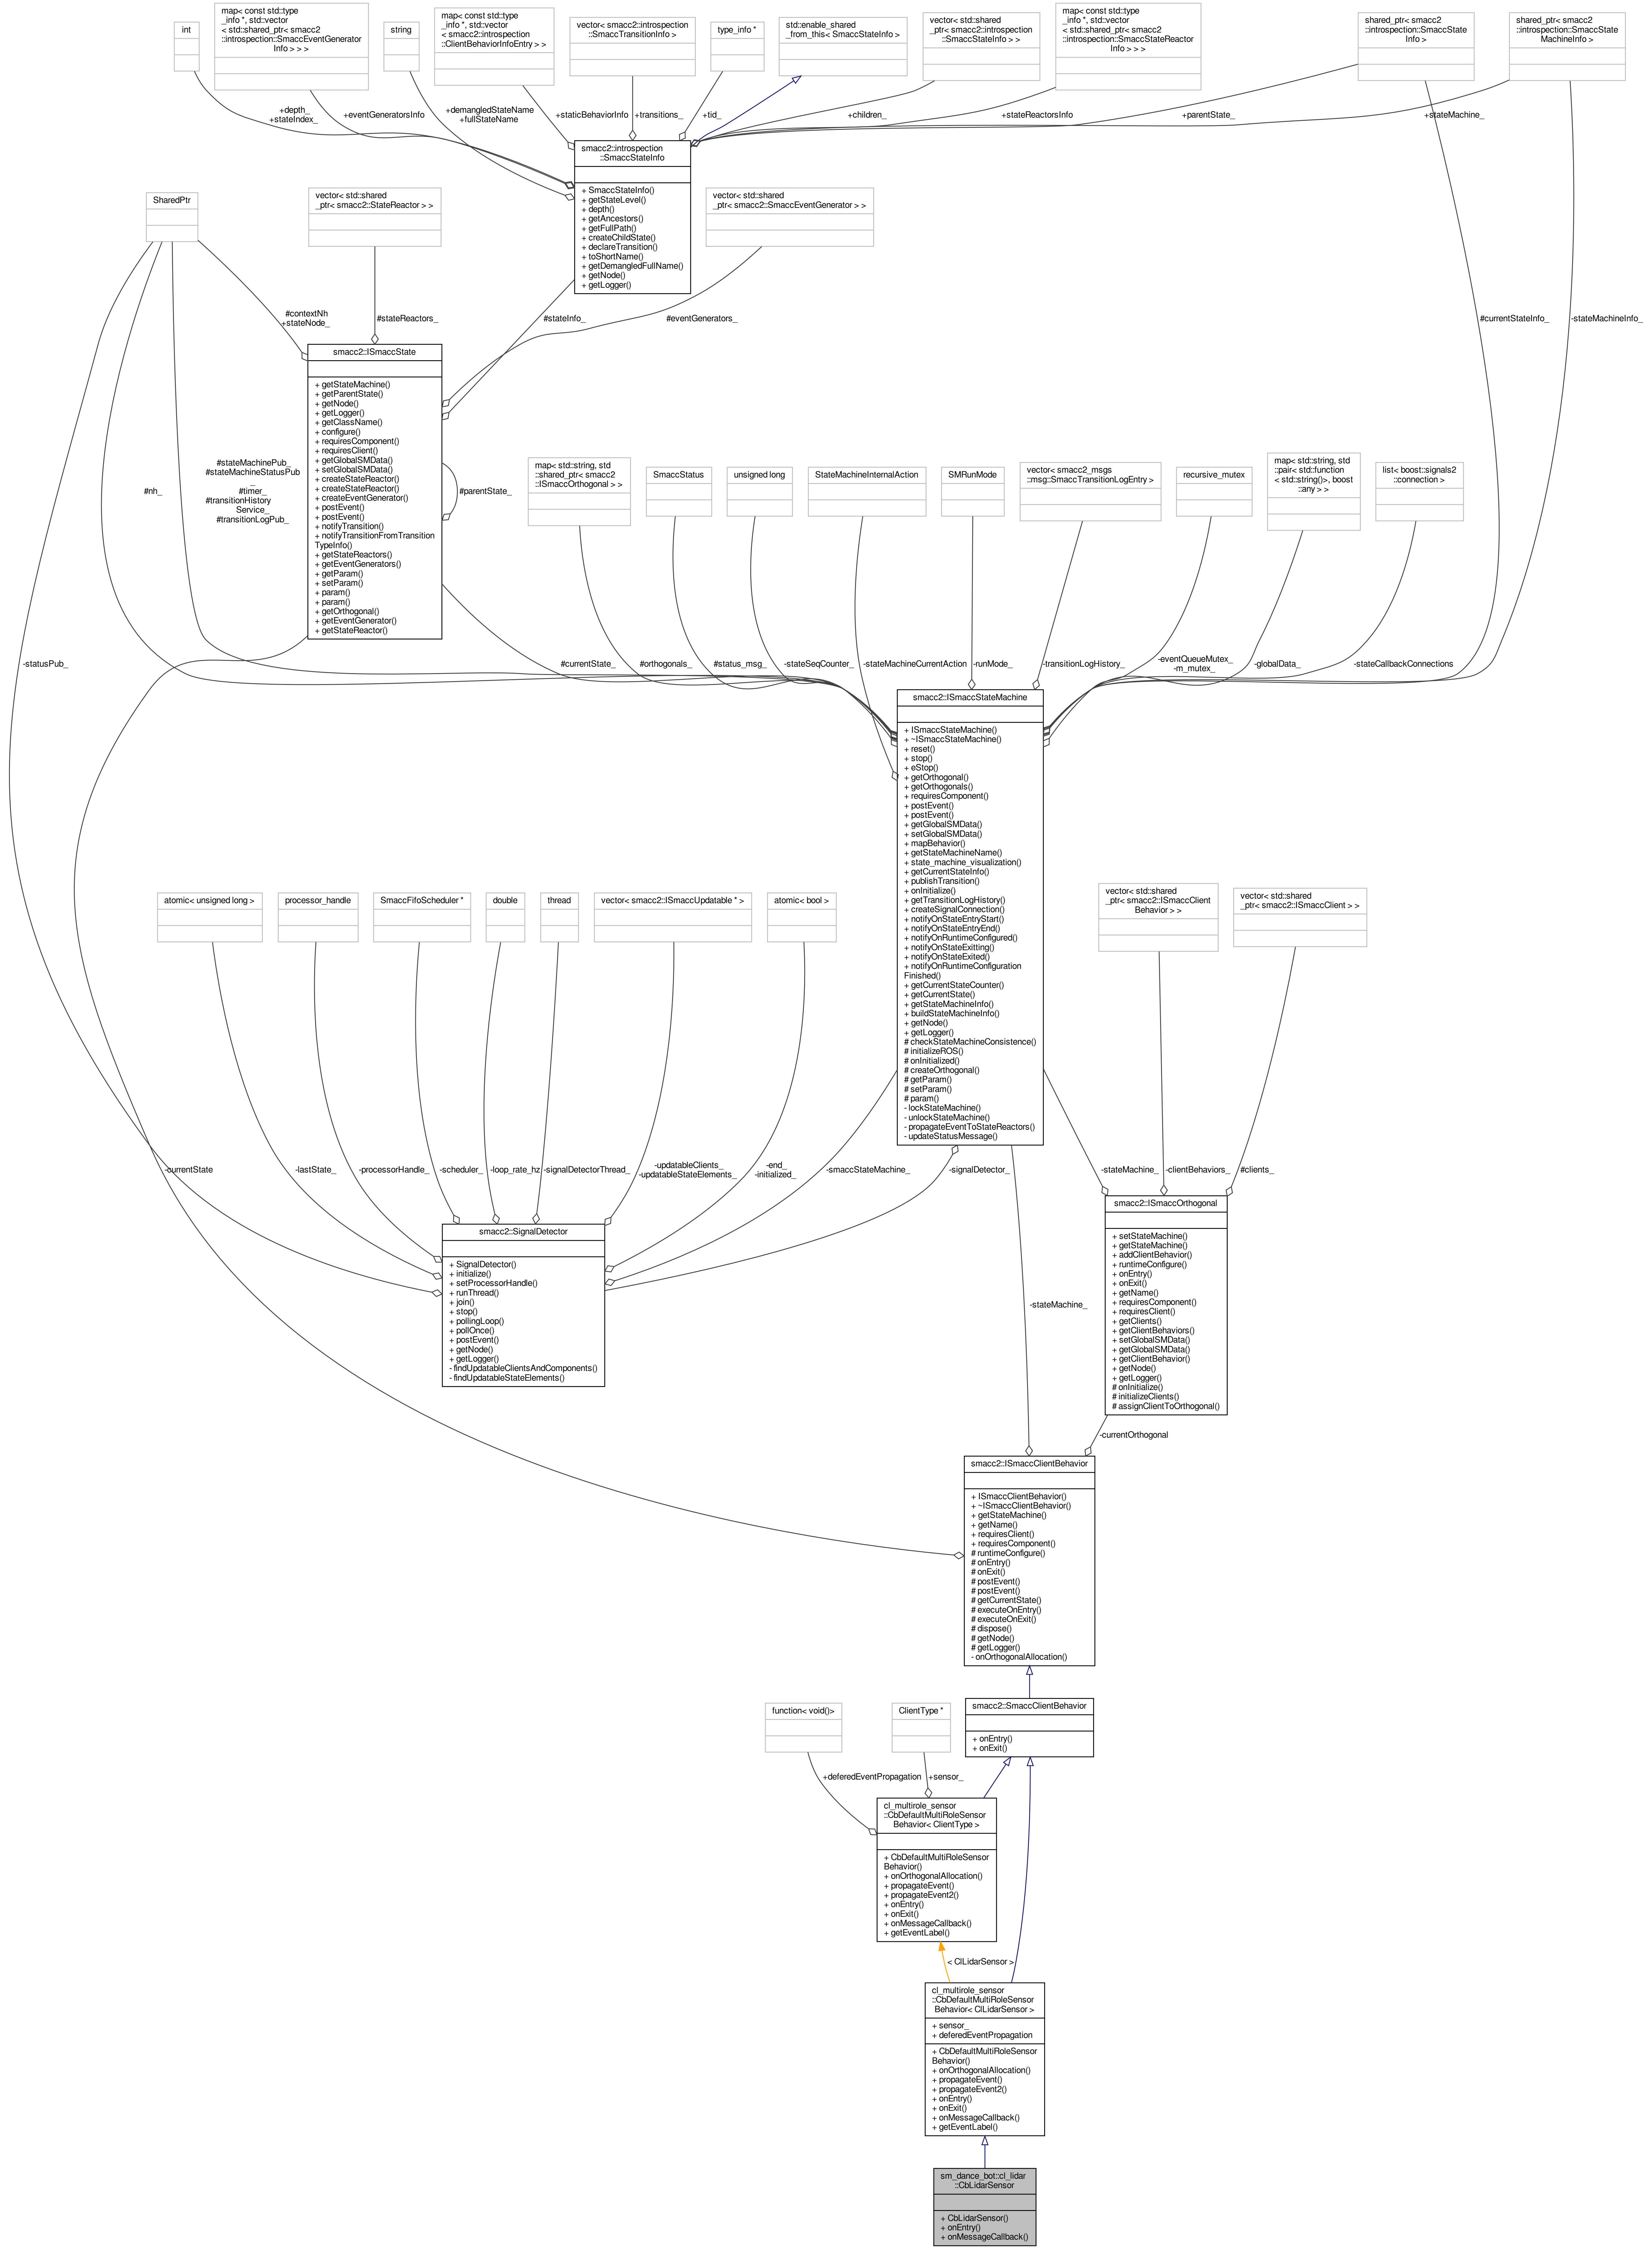 int
map< const std::type
_info *, std::vector
< std::shared_ptr< smacc2
::introspection::SmaccEventGenerator
Info > > >
string
map< const std::type
_info *, std::vector
< smacc2::introspection
::ClientBehaviorInfoEntry > >
vector< smacc2::introspection
::SmaccTransitionInfo >
type_info *
std::enable_shared
_from_this< SmaccStateInfo >
vector< std::shared
_ptr< smacc2::introspection
::SmaccStateInfo > >
map< const std::type
_info *, std::vector
< std::shared_ptr< smacc2
::introspection::SmaccStateReactor
Info > > >
shared_ptr< smacc2
::introspection::SmaccState
Info >
shared_ptr< smacc2
::introspection::SmaccState
MachineInfo >
+depth_
+stateIndex_
+eventGeneratorsInfo
+demangledStateName
+fullStateName
+staticBehaviorInfo
+transitions_
+tid_
+children_
+stateReactorsInfo
+parentState_
+stateMachine_
smacc2::introspection
::SmaccStateInfo
+ SmaccStateInfo()
+ getStateLevel()
+ depth()
+ getAncestors()
+ getFullPath()
+ createChildState()
+ declareTransition()
+ toShortName()
+ getDemangledFullName()
+ getNode()
+ getLogger()
SharedPtr
vector< std::shared
_ptr< smacc2::StateReactor > >
vector< std::shared
_ptr< smacc2::SmaccEventGenerator > >
#contextNh
+stateNode_
#stateReactors_
#stateInfo_
#eventGenerators_
#currentStateInfo_
-stateMachineInfo_
smacc2::ISmaccState
+ getStateMachine()
+ getParentState()
+ getNode()
+ getLogger()
+ getClassName()
+ configure()
+ requiresComponent()
+ requiresClient()
+ getGlobalSMData()
+ setGlobalSMData()
+ createStateReactor()
+ createStateReactor()
+ createEventGenerator()
+ postEvent()
+ postEvent()
+ notifyTransition()
+ notifyTransitionFromTransition
TypeInfo()
+ getStateReactors()
+ getEventGenerators()
+ getParam()
+ setParam()
+ param()
+ param()
+ getOrthogonal()
+ getEventGenerator()
+ getStateReactor()
#nh_
#stateMachinePub_
#stateMachineStatusPub
_
#timer_
#transitionHistory
Service_
#transitionLogPub_
#parentState_
map< std::string, std
::shared_ptr< smacc2
::ISmaccOrthogonal > >
SmaccStatus
unsigned long
StateMachineInternalAction
SMRunMode
vector< smacc2_msgs
::msg::SmaccTransitionLogEntry >
recursive_mutex
map< std::string, std
::pair< std::function
< std::string()>, boost
::any > >
list< boost::signals2
::connection >
-statusPub_
#currentState_
#orthogonals_
#status_msg_
-stateSeqCounter_
-stateMachineCurrentAction
-runMode_
-transitionLogHistory_
-eventQueueMutex_
-m_mutex_
-globalData_
-stateCallbackConnections
smacc2::ISmaccStateMachine
+ ISmaccStateMachine()
+ ~ISmaccStateMachine()
+ reset()
+ stop()
+ eStop()
+ getOrthogonal()
+ getOrthogonals()
+ requiresComponent()
+ postEvent()
+ postEvent()
+ getGlobalSMData()
+ setGlobalSMData()
+ mapBehavior()
+ getStateMachineName()
+ state_machine_visualization()
+ getCurrentStateInfo()
+ publishTransition()
+ onInitialize()
+ getTransitionLogHistory()
+ createSignalConnection()
+ notifyOnStateEntryStart()
+ notifyOnStateEntryEnd()
+ notifyOnRuntimeConfigured()
+ notifyOnStateExitting()
+ notifyOnStateExited()
+ notifyOnRuntimeConfiguration
Finished()
+ getCurrentStateCounter()
+ getCurrentState()
+ getStateMachineInfo()
+ buildStateMachineInfo()
+ getNode()
+ getLogger()
# checkStateMachineConsistence()
# initializeROS()
# onInitialized()
# createOrthogonal()
# getParam()
# setParam()
# param()
- lockStateMachine()
- unlockStateMachine()
- propagateEventToStateReactors()
- updateStatusMessage()
atomic< unsigned long >
processor_handle
SmaccFifoScheduler *
double
thread
vector< smacc2::ISmaccUpdatable * >
atomic< bool >
vector< std::shared
_ptr< smacc2::ISmaccClient
Behavior > >
vector< std::shared
_ptr< smacc2::ISmaccClient > >
-currentState
-lastState_
-processorHandle_
-scheduler_
-loop_rate_hz
-signalDetectorThread_
-updatableClients_
-updatableStateElements_
-end_
-initialized_
-smaccStateMachine_
-signalDetector_
-stateMachine_
-clientBehaviors_
#clients_
smacc2::SignalDetector
+ SignalDetector()
+ initialize()
+ setProcessorHandle()
+ runThread()
+ join()
+ stop()
+ pollingLoop()
+ pollOnce()
+ postEvent()
+ getNode()
+ getLogger()
- findUpdatableClientsAndComponents()
- findUpdatableStateElements()
-stateMachine_
smacc2::ISmaccOrthogonal
+ setStateMachine()
+ getStateMachine()
+ addClientBehavior()
+ runtimeConfigure()
+ onEntry()
+ onExit()
+ getName()
+ requiresComponent()
+ requiresClient()
+ getClients()
+ getClientBehaviors()
+ setGlobalSMData()
+ getGlobalSMData()
+ getClientBehavior()
+ getNode()
+ getLogger()
# onInitialize()
# initializeClients()
# assignClientToOrthogonal()
-currentOrthogonal
smacc2::ISmaccClientBehavior
+ ISmaccClientBehavior()
+ ~ISmaccClientBehavior()
+ getStateMachine()
+ getName()
+ requiresClient()
+ requiresComponent()
# runtimeConfigure()
# onEntry()
# onExit()
# postEvent()
# postEvent()
# getCurrentState()
# executeOnEntry()
# executeOnExit()
# dispose()
# getNode()
# getLogger()
- onOrthogonalAllocation()
function< void()>
ClientType *
smacc2::SmaccClientBehavior
+ onEntry()
+ onExit()
+deferedEventPropagation
+sensor_
cl_multirole_sensor
::CbDefaultMultiRoleSensor
Behavior< ClientType >
+ CbDefaultMultiRoleSensor
Behavior()
+ onOrthogonalAllocation()
+ propagateEvent()
+ propagateEvent2()
+ onEntry()
+ onExit()
+ onMessageCallback()
+ getEventLabel()
< ClLidarSensor >
cl_multirole_sensor
::CbDefaultMultiRoleSensor
Behavior< ClLidarSensor >
+ sensor_
+ deferedEventPropagation
+ CbDefaultMultiRoleSensor
Behavior()
+ onOrthogonalAllocation()
+ propagateEvent()
+ propagateEvent2()
+ onEntry()
+ onExit()
+ onMessageCallback()
+ getEventLabel()
sm_dance_bot::cl_lidar
::CbLidarSensor
+ CbLidarSensor()
+ onEntry()
+ onMessageCallback()